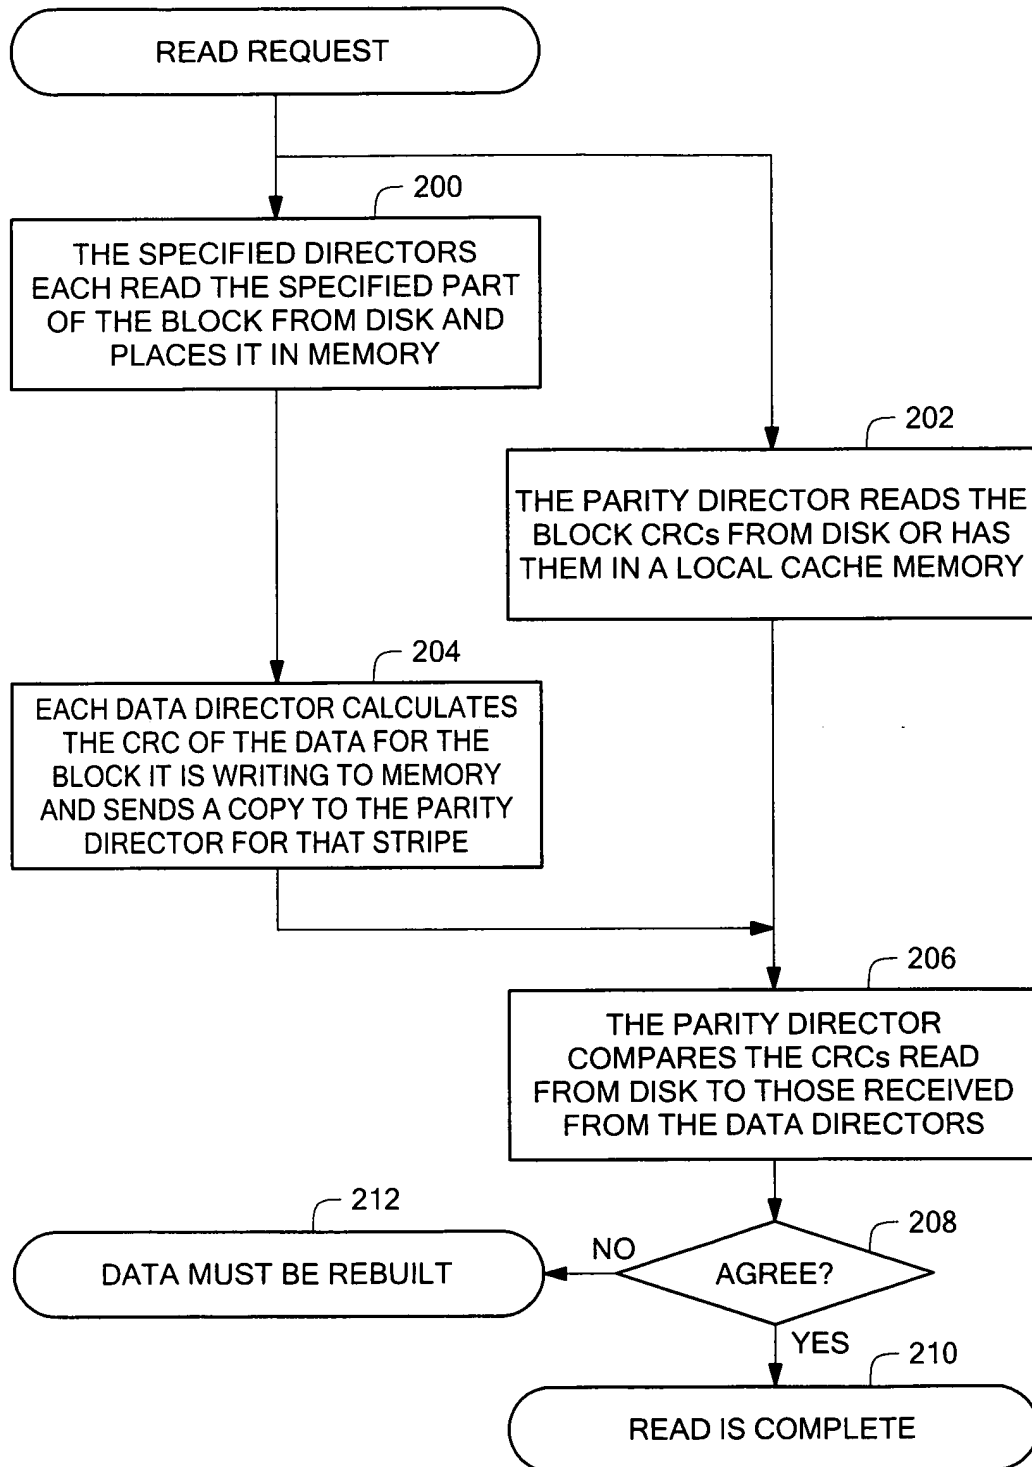 READ REQUEST
200
THE SPECIFIED DIRECTORS
EACH READ THE SPECIFIED PART
OF THE BLOCK FROM DISK AND
PLACES IT IN MEMORY
202
THE PARITY DIRECTOR READS THE
BLOCK CRCs FROM DISK OR HAS
THEM IN A LOCAL CACHE MEMORY
204
EACH DATA DIRECTOR CALCULATES
THE CRC OF THE DATA FOR THE
BLOCK IT IS WRITING TO MEMORY
AND SENDS A COPY TO THE PARITY
DIRECTOR FOR THAT STRIPE
206
THE PARITY DIRECTOR
COMPARES THE CRCs READ
FROM DISK TO THOSE RECEIVED
FROM THE DATA DIRECTORS
208
AGREE?
NO
212
DATA MUST BE REBUILT
YES
210
READ IS COMPLETE